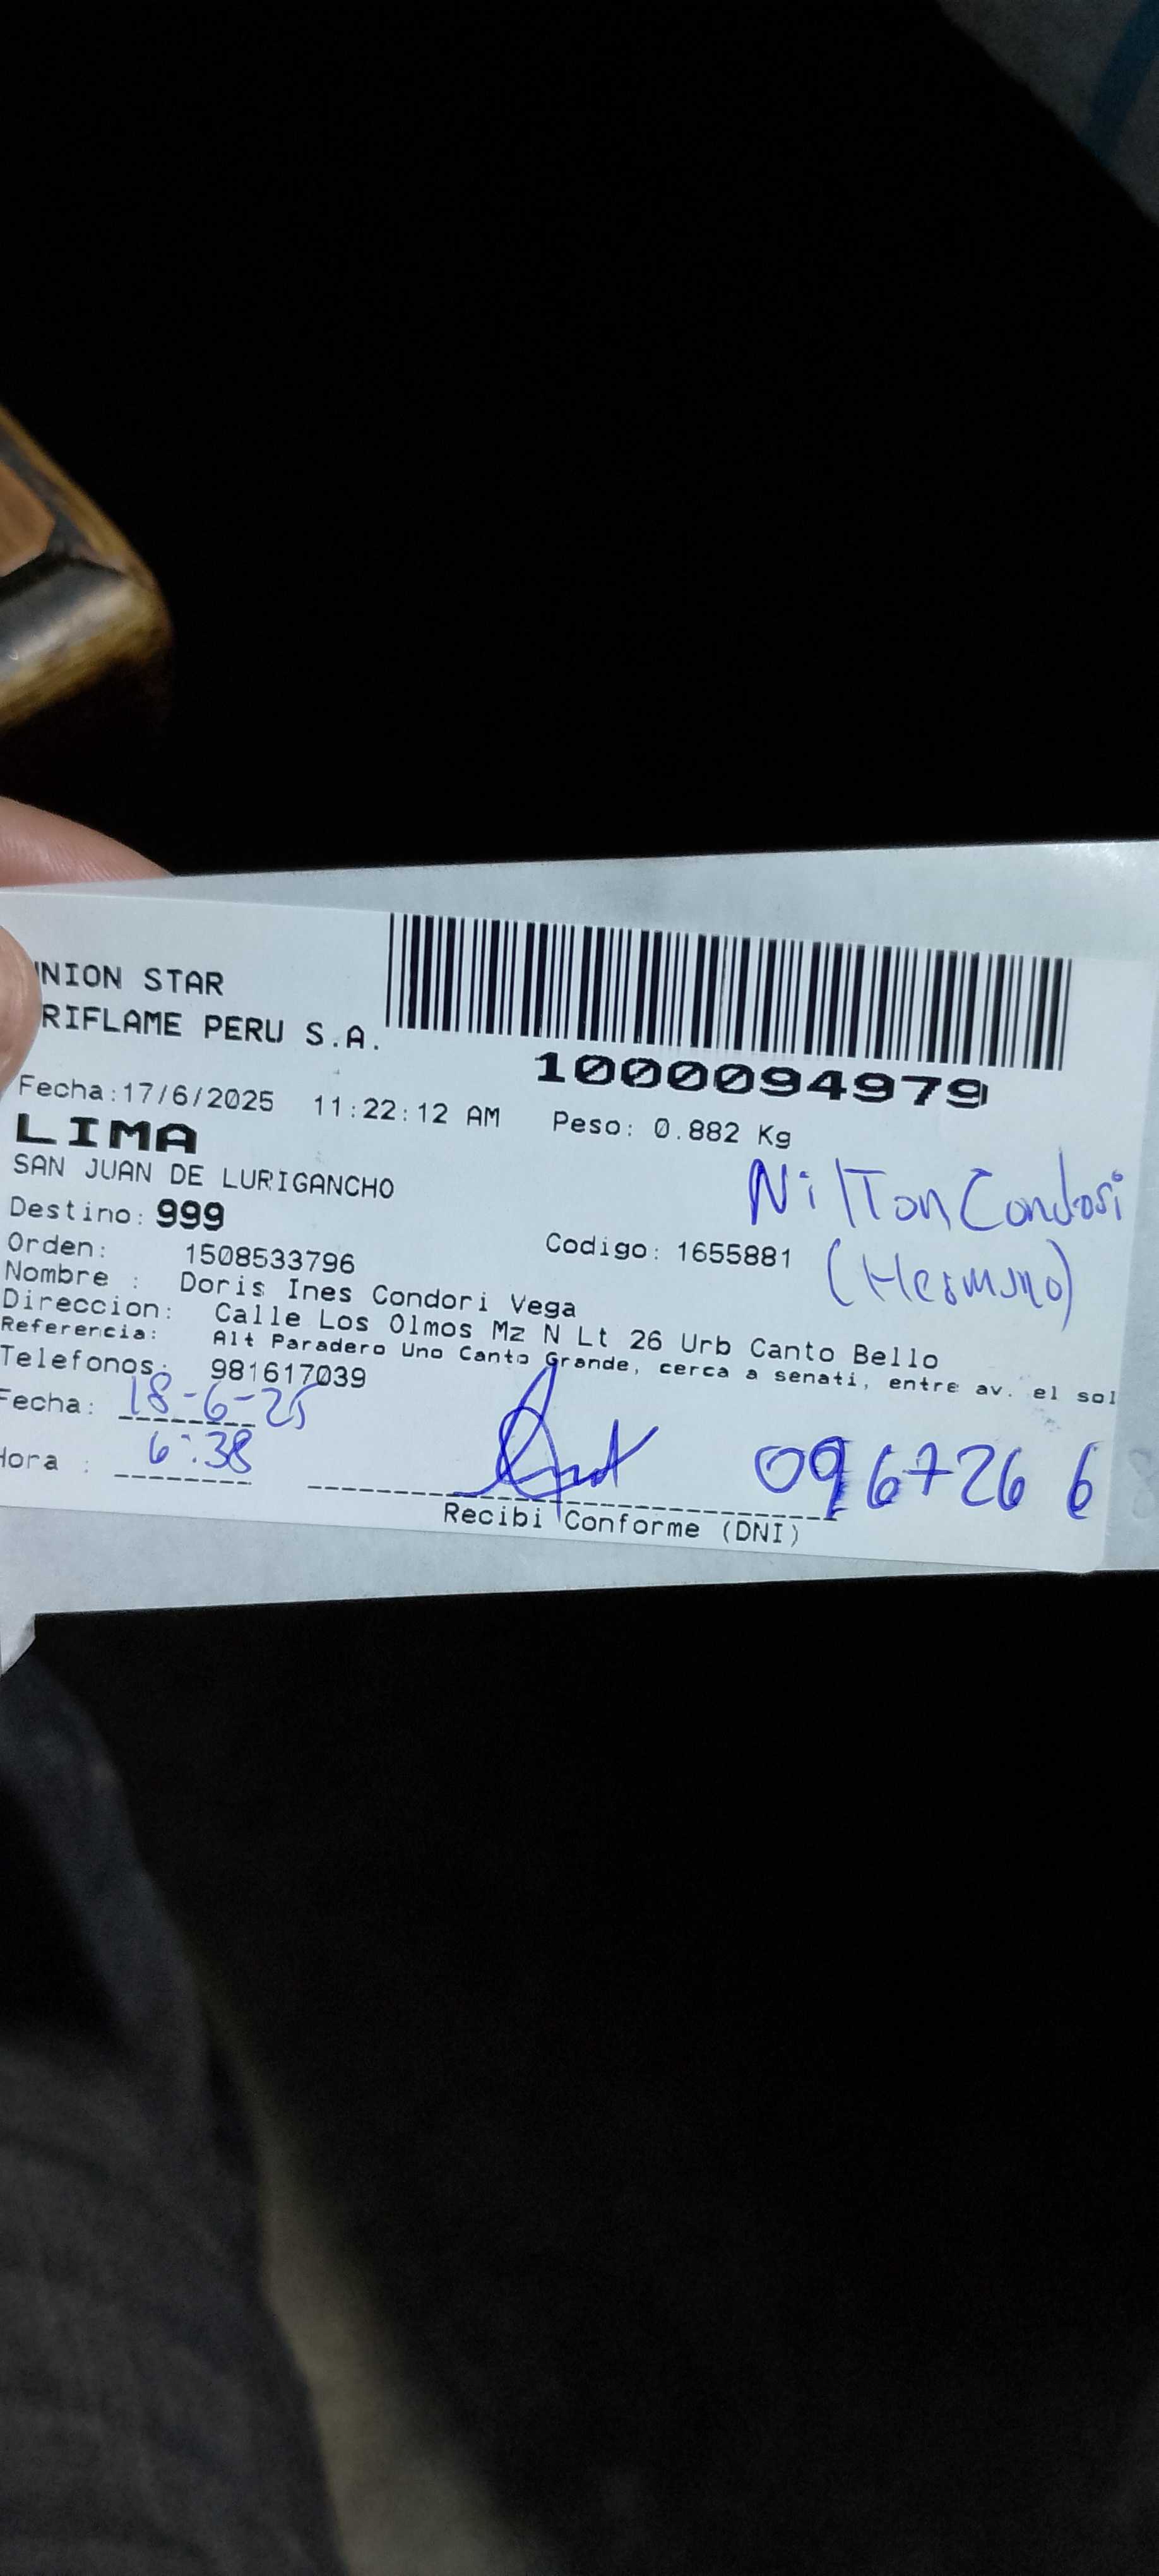 NION STAR
RIFLAME PERU S.A.
1000094979
Fecha:17/6/2025 11:22:12 AM Peso: 0.882 Kg
LIMA
SAN JUAN DE LURIGANCHO
Nilton Condori
Destino: 999
Orden: 1508533796 Codigo: 1655881
(Hermano)
Nombre : Doris Ines Condori Vega
Direccion: Calle Los Olmos Mz N Lt 26 Urb Canto Bello
Referencia: Alt Paradero Uno Canto Grande, cerca a senati, entre av. el sol
Telefonos: 981617039
Fecha: 18-6-25
Hora : 6:38
0967266
Recibi Conforme (DNI)